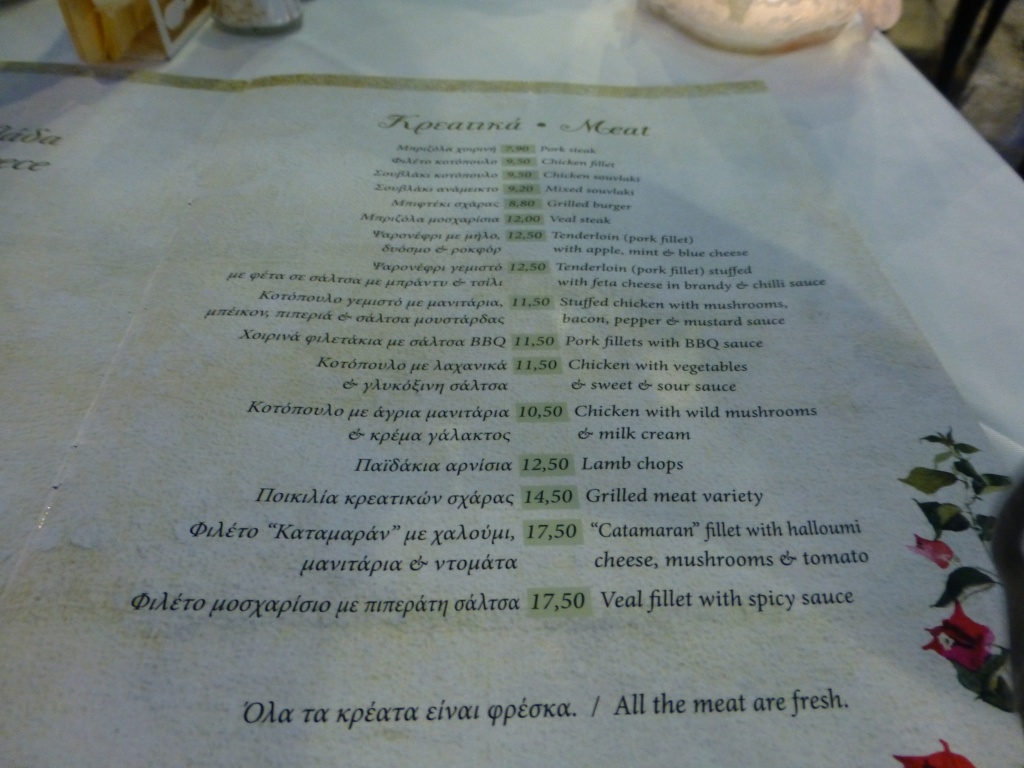 άδα
ece
Κρεατικά • Meat
Μπριζόλα χοιρινή 7,90 Pork steak
Φιλέτο κοτόπουλο 9,50 Chicken fillet
Σουβλάκι κοτόπουλο 9,50 Chicken souvlaki
Σουβλάκι ανάμεικτο 9,20 Mixed souvlaki
Μπιφτέκι σχάρας 8,80 Grilled burger
Μπριζόλα μοσχαρίσια 12,00 Veal steak
Ψαρονέφρι με μήλο, 12,50 Tenderloin (pork fillet)
δυόσμο & ροκφόρ with apple, mint & blue cheese
Ψαρονέφρι γεμιστό 12,50 Tenderloin (pork fillet) stuffed
με φέτα σε σάλτσα με μπράντυ & τσίλι with feta cheese in brandy & chilli sauce
Κοτόπουλο γεμιστό με μανιτάρια, 11,50 Stuffed chicken with mushrooms,
μπέικον, πιπεριά & σάλτσα μουστάρδας bacon, pepper & mustard sauce
Χοιρινά φιλετάκια με σάλτσα BBQ 11,50 Pork fillets with BBQ sauce
Κοτόπουλο με λαχανικά 11,50 Chicken with vegetables
& γλυκόξινη σάλτσα & sweet & sour sauce
Κοτόπουλο με άγρια μανιτάρια 10,50 Chicken with wild mushrooms
& κρέμα γάλακτος & milk cream
Παϊδάκια αρνίσια 12,50 Lamb chops
Ποικιλία κρεατικών σχάρας 14,50 Grilled meat variety
Φιλέτο “Καταμαράν” με χαλούμι, 17,50 “Catamaran” fillet with halloumi
μανιτάρια & ντομάτα cheese, mushrooms & tomato
Φιλέτο μοσχαρίσιο με πιπεράτη σάλτσα 17,50 Veal fillet with spicy sauce
Όλα τα κρέατα είναι φρέσκα. / All the meat are fresh.